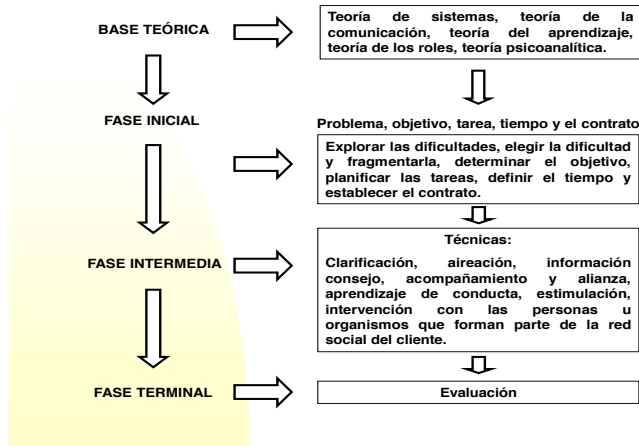 BASE TEÓRICA
Teoría de sistemas, teoría de la
comunicación, teoría del aprendizaje,
teoría de los roles, teoría psicoanalítica.
FASE INICIAL
Problema, objetivo, tarea, tiempo y el contrato
Explorar las dificultades, elegir la dificultad
y fragmentarla, determinar el objetivo,
planificar las tareas, definir el tiempo y
establecer el contrato.
FASE INTERMEDIA
Técnicas:
Clarificación, aireación, información
consejo, acompañamiento y alianza,
aprendizaje de conducta, estimulación,
intervención con las personas u
organismos que forman parte de la red
social del cliente.
FASE TERMINAL
Evaluación